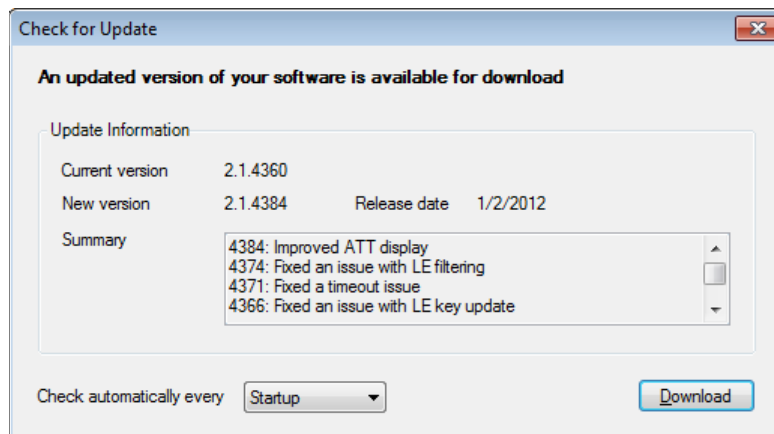 Check for Update
An updated version of your software is available for download
Update Information
Current version 2.1.4360
New version 2.1.4384 Release date 1/2/2012
Summary 4384: Improved ATT display
4374: Fixed an issue with LE filtering
4371: Fixed a timeout issue
4366: Fixed an issue with LE key update
Check automatically every Startup Download